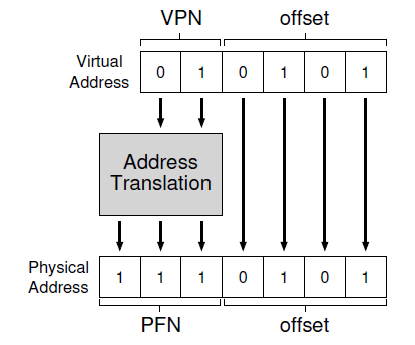 VPN offset
Virtual Address 0 1 0 1 0 1
Address Translation
Physical Address 1 1 1 0 1 0 1
PFN offset